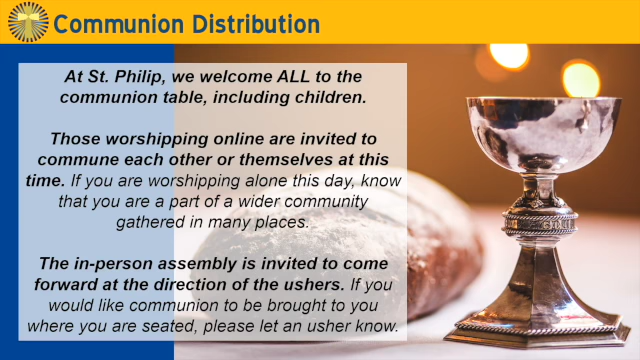 Communion Distribution
At St. Philip, we welcome ALL to the
communion table, including children.
Those worshipping online are invited to
commune each other or themselves at this
time. If you are worshipping alone this day, know
that you are a part of a wider community
gathered in many places.
The in-person assembly is invited to come
forward at the direction of the ushers. If you
would like communion to be brought to you
where you are seated, please let an usher know.